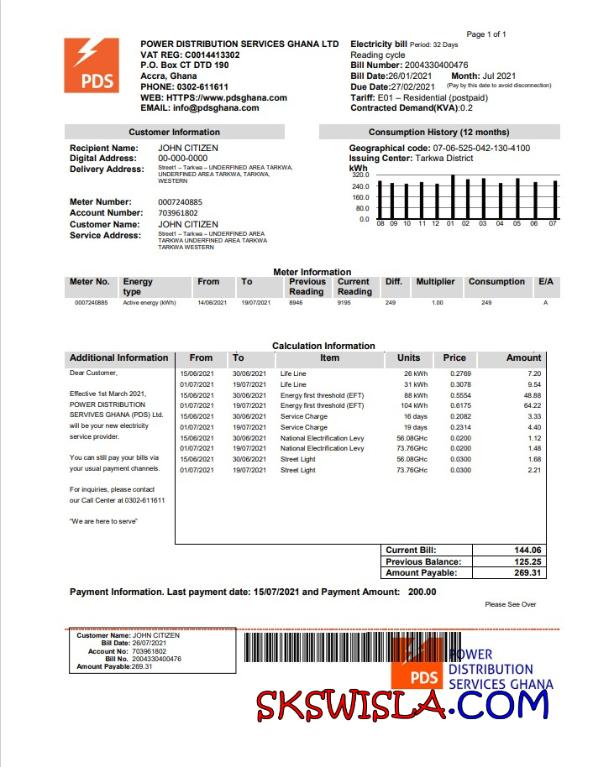 Page 1 of 1
PDS
POWER DISTRIBUTION SERVICES GHANA LTD
VAT REG: C0014413302
P.O. Box CT DTD 190
Accra, Ghana
PHONE: 0302-611611
WEB: HTTPS://www.pdsghana.com
EMAIL: info@pdsghana.com
Electricity bill Period: 32 Days
Reading cycle
Bill Number: 2004330400476
Bill Date:26/01/2021 Month: Jul 2021
Due Date:27/02/2021 (Pay by this date to avoid disconnection)
Tariff: E01 – Residential (postpaid)
Contracted Demand(KVA):0.2
Customer Information
Recipient Name: JOHN CITIZEN
Digital Address: 00-000-0000
Delivery Address: Street1 – Tarkwa – UNDERFINED AREA TARKWA,
UNDERFINED AREA TARKWA, TARKWA,
WESTERN
Meter Number: 0007240885
Account Number: 703961802
Customer Name: JOHN CITIZEN
Service Address: Street1 – Tarkwa – UNDERFINED AREA
TARKWA UNDERFINED AREA TARKWA
TARKWA WESTERN
Consumption History (12 months)
Geographical code: 07-06-525-042-130-4100
Issuing Center: Tarkwa District
kWh
320.0
240.0
160.0
80.0
0.0
08 09 10 11 12 01 02 03 04 05 06 07
Meter Information
Meter No. Energy type From To Previous Reading Current Reading Diff. Multiplier Consumption E/A
0007240885 Active energy (kWh) 14/06/2021 19/07/2021 8946 9195 249 1.00 249 A
Calculation Information
Additional Information From To Item Units Price Amount
Dear Customer,
Effective 1st March 2021,
POWER DISTRIBUTION
SERVIVES GHANA (PDS) Ltd.
will be your new electricity
service provider.
You can still pay your bills via
your usual payment channels.
For inquiries, please contact
our Call Center at 0302-611611
"We are here to serve"
15/06/2021 30/06/2021 Life Line 26 kWh 0.2769 7.20
01/07/2021 19/07/2021 Life Line 31 kWh 0.3078 9.54
15/06/2021 30/06/2021 Energy first threshold (EFT) 88 kWh 0.5554 48.88
01/07/2021 19/07/2021 Energy first threshold (EFT) 104 kWh 0.6175 64.22
15/06/2021 30/06/2021 Service Charge 16 days 0.2082 3.33
01/07/2021 19/07/2021 Service Charge 19 days 0.2314 4.40
15/06/2021 30/06/2021 National Electrification Levy 56.08GHc 0.0200 1.12
01/07/2021 19/07/2021 National Electrification Levy 73.76GHc 0.0200 1.48
15/06/2021 30/06/2021 Street Light 56.08GHc 0.0300 1.68
01/07/2021 19/07/2021 Street Light 73.76GHc 0.0300 2.21
Current Bill: 144.06
Previous Balance: 125.25
Amount Payable: 269.31
Payment Information. Last payment date: 15/07/2021 and Payment Amount: 200.00
Please See Over
Customer Name: JOHN CITIZEN
Bill Date: 26/07/2021
Account No: 703961802
Bill No. 2004330400476
Amount Payable:269.31
PDS
POWER
DISTRIBUTION
SERVICES GHANA
SKSWISLA.COM